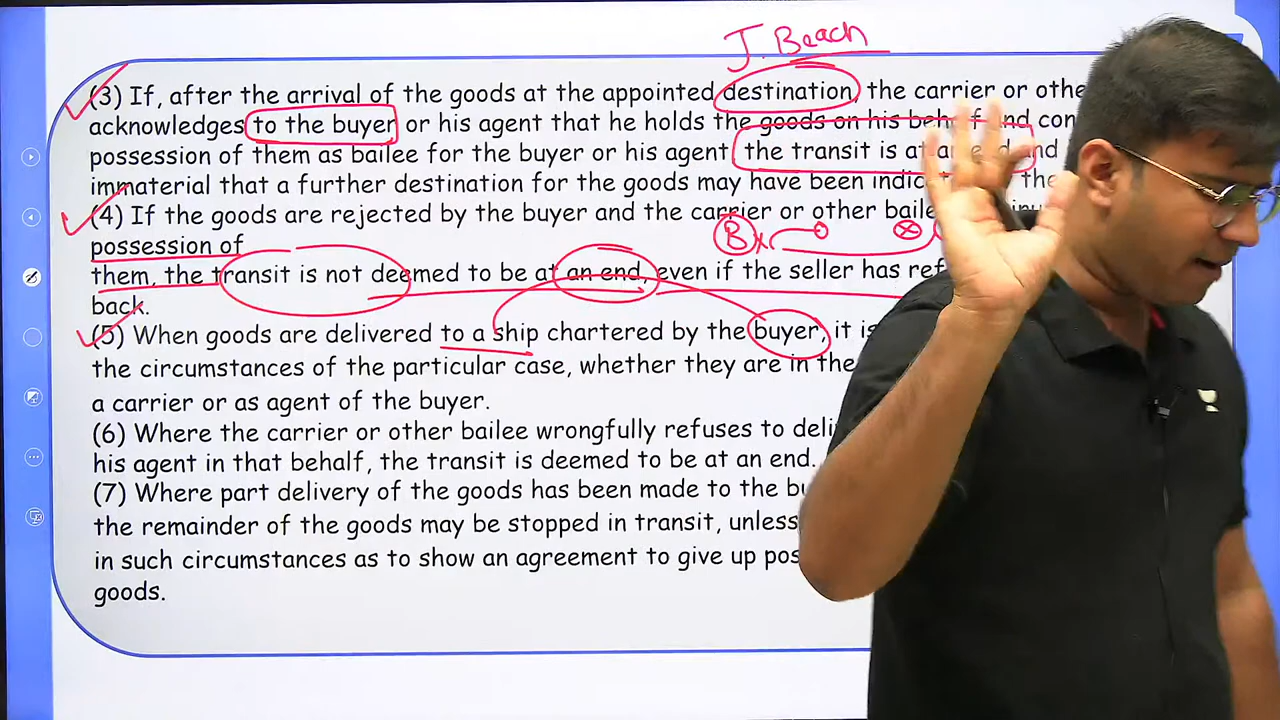 J. Beach
(3) If, after the arrival of the goods at the appointed destination, the carrier or othe
acknowledges to the buyer or his agent that he holds the goods on his behalf and con
possession of them as bailee for the buyer or his agent the transit is at an end and
immaterial that a further destination for the goods may have been indic the
(4) If the goods are rejected by the buyer and the carrier or other baile
possession of
B
them, the transit is not deemed to be at an end, even if the seller has ref
back.
(5) When goods are delivered to a ship chartered by the buyer, it is
the circumstances of the particular case, whether they are in the
a carrier or as agent of the buyer.
(6) Where the carrier or other bailee wrongfully refuses to deli
his agent in that behalf, the transit is deemed to be at an end.
(7) Where part delivery of the goods has been made to the bu
the remainder of the goods may be stopped in transit, unless
in such circumstances as to show an agreement to give up pos
goods.